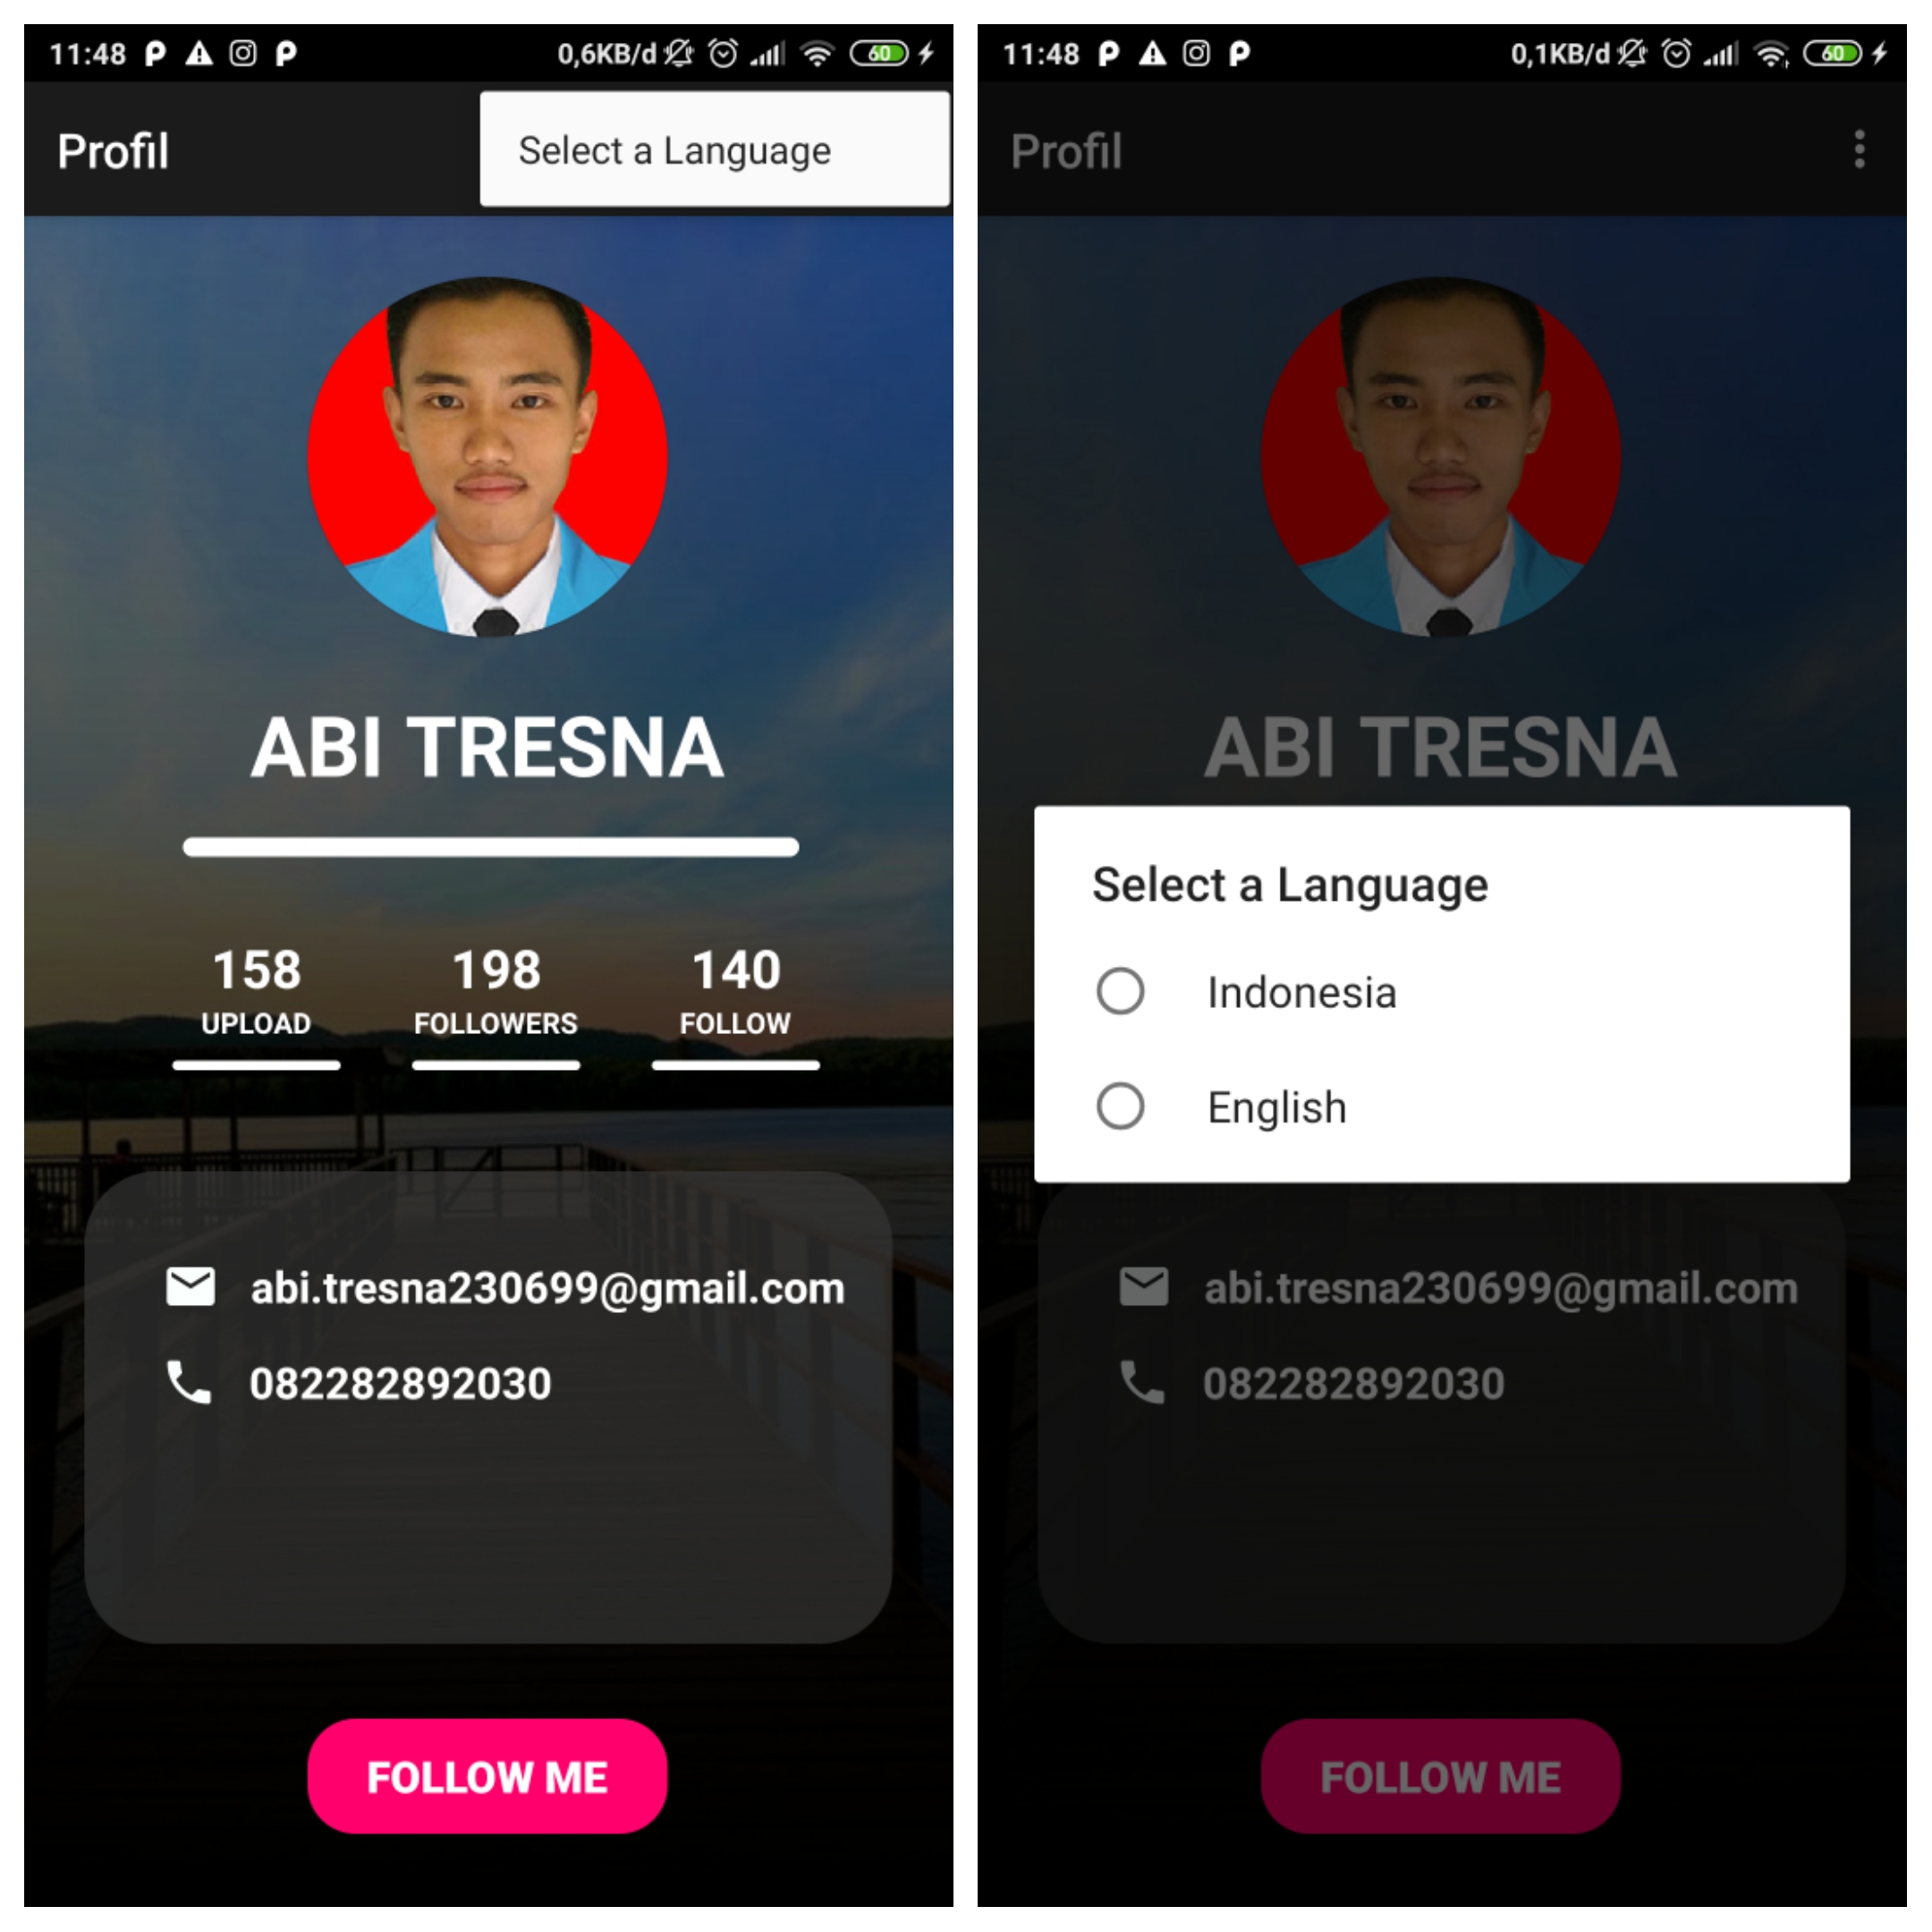 11:48
0,6KB/d
60
Profil
Select a Language
ABI TRESNA
158
198
140
UPLOAD
FOLLOWERS
FOLLOW
abi.tresna230699@gmail.com
082282892030
FOLLOW ME
11:48
0,1KB/d
60
Profil
ABI TRESNA
Select a Language
Indonesia
English
abi.tresna230699@gmail.com
082282892030
FOLLOW ME